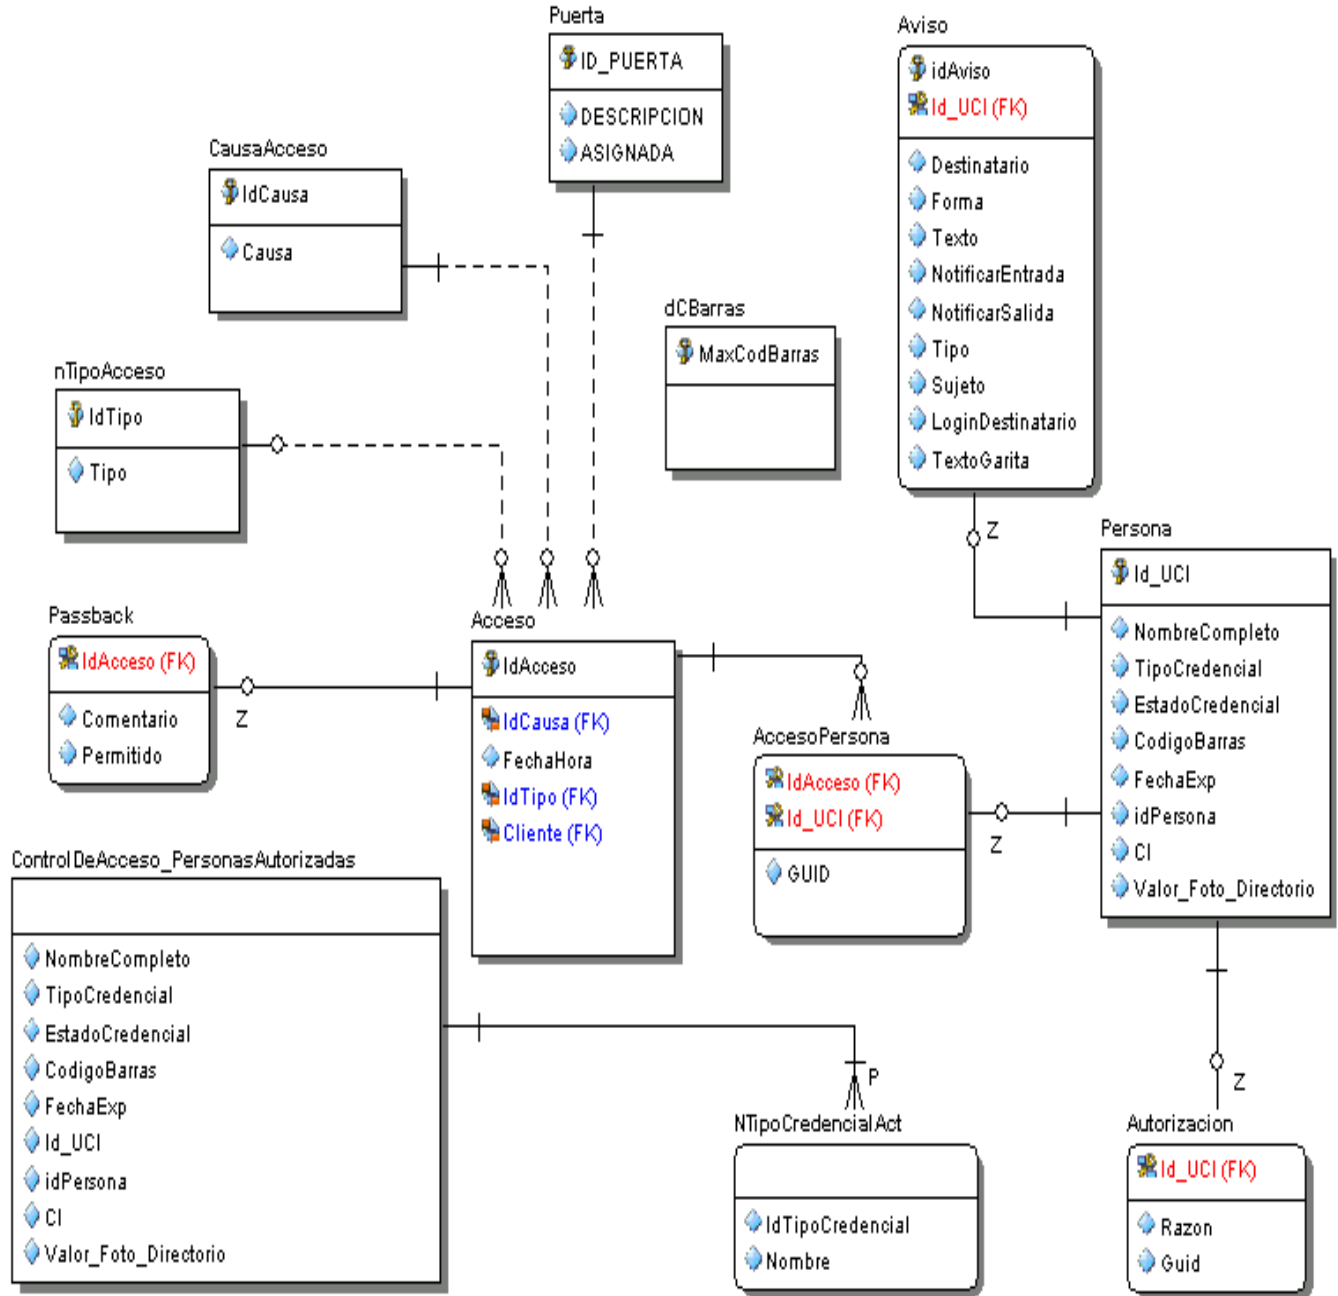 Puerta
ID_PUERTA
DESCRIPCION
ASIGNADA
Aviso
idAviso
Id_UCI (FK)
Destinatario
Forma
Texto
NotificarEntrada
NotificarSalida
Tipo
Sujeto
LoginDestinatario
TextoGarita
CausaAcceso
IdCausa
Causa
dCBarras
MaxCodBarras
nTipoAcceso
IdTipo
Tipo
Z
Persona
Id_UCI
NombreCompleto
TipoCredencial
EstadoCredencial
CodigoBarras
FechaExp
idPersona
CI
Valor_Foto_Directorio
Passback
IdAcceso (FK)
Comentario
Permitido
Z
Acceso
IdAcceso
IdCausa (FK)
FechaHora
IdTipo (FK)
Cliente (FK)
AccesoPersona
IdAcceso (FK)
Id_UCI (FK)
GUID
Z
ControlDeAcceso_PersonasAutorizadas
NombreCompleto
TipoCredencial
EstadoCredencial
CodigoBarras
FechaExp
Id_UCI
idPersona
CI
Valor_Foto_Directorio
P
NTipoCredencialAct
IdTipoCredencial
Nombre
Z
Autorizacion
Id_UCI (FK)
Razon
Guid